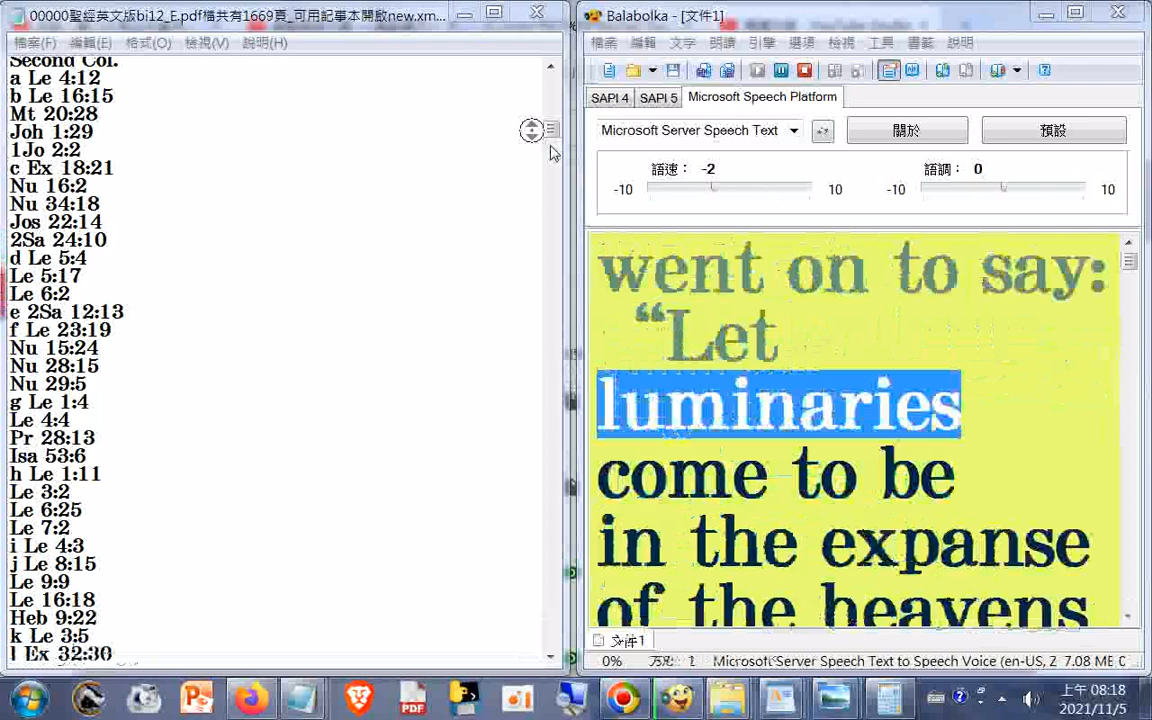 00000聖經英文版bi12_E.pdf檔共有1669頁_可用記事本開啟new.xm...
檔案(F) 編輯(E) 格式(O) 檢視(V) 說明(H)
Second Col.
a Le 4:12
b Le 16:15
Mt 20:28
Joh 1:29
1Jo 2:2
c Ex 18:21
Nu 16:2
Nu 34:18
Jos 22:14
2Sa 24:10
d Le 5:4
Le 5:17
Le 6:2
e 2Sa 12:13
f Le 23:19
Nu 15:24
Nu 28:15
Nu 29:5
g Le 1:4
Le 4:4
Pr 28:13
Isa 53:6
h Le 1:11
Le 3:2
Le 6:25
Le 7:2
i Le 4:3
j Le 8:15
Le 9:9
Le 16:18
Heb 9:22
k Le 3:5
l Ex 32:30
Balabolka - [文件1]
檔案 編輯 文字 朗讀 引擎 選項 檢視 工具 書籤 說明
SAPI 4 SAPI 5 Microsoft Speech Platform
Microsoft Server Speech Text 關於 預設
語速： -2 語調： 0
-10 10 -10 10
went on to say:
“Let
luminaries
come to be
in the expanse
of the heavens
文件1
0% 1 Microsoft Server Speech Text to Speech Voice (en-US, 2 7.08 MB
PDF
上午 08:18
2021/11/5